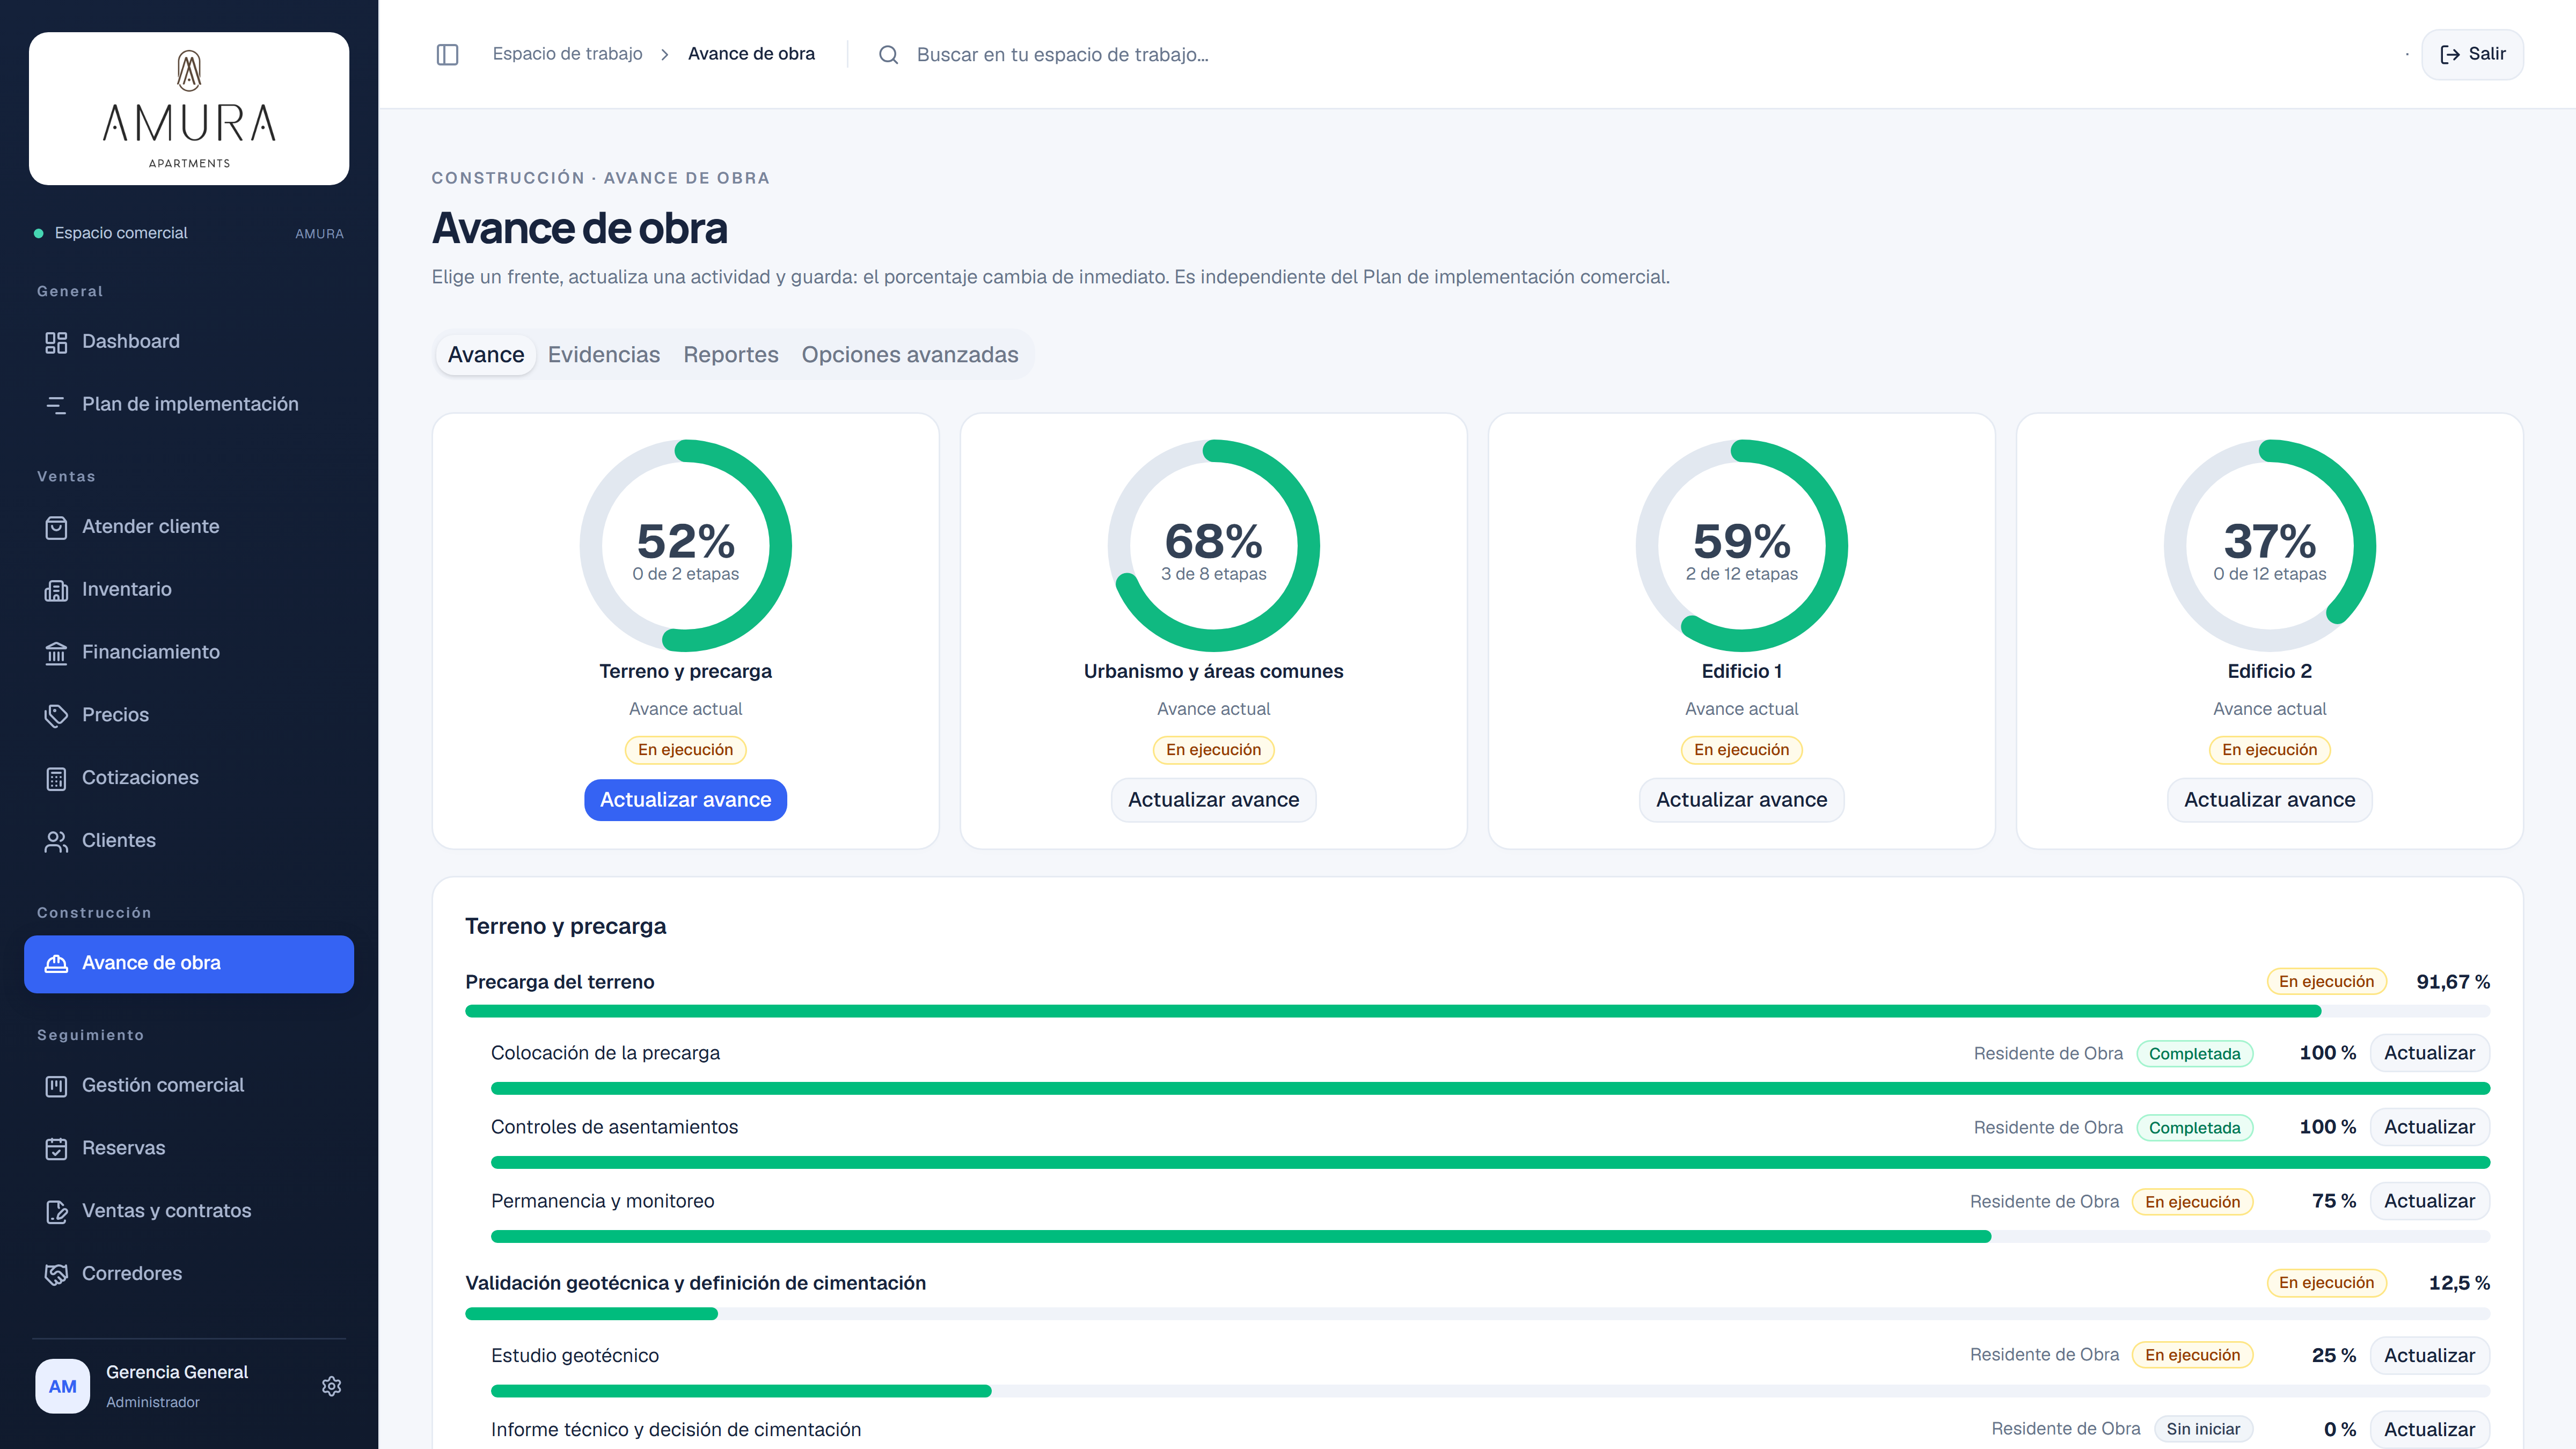 AMURA
APARTMENTS
Espacio comercial AMURA
General
Dashboard
Plan de implementación
Ventas
Atender cliente
Inventario
Financiamiento
Precios
Cotizaciones
Clientes
Construcción
Avance de obra
Seguimiento
Gestión comercial
Reservas
Ventas y contratos
Corredores
AM
Gerencia General
Administrador
Espacio de trabajo > Avance de obra
Buscar en tu espacio de trabajo...
· Salir
CONSTRUCCIÓN · AVANCE DE OBRA
Avance de obra
Elige un frente, actualiza una actividad y guarda: el porcentaje cambia de inmediato. Es independiente del Plan de implementación comercial.
Avance Evidencias Reportes Opciones avanzadas
52%
0 de 2 etapas
Terreno y precarga
Avance actual
En ejecución
Actualizar avance
68%
3 de 8 etapas
Urbanismo y áreas comunes
Avance actual
En ejecución
Actualizar avance
59%
2 de 12 etapas
Edificio 1
Avance actual
En ejecución
Actualizar avance
37%
0 de 12 etapas
Edificio 2
Avance actual
En ejecución
Actualizar avance
Terreno y precarga
Precarga del terreno En ejecución 91,67 %
Colocación de la precarga Residente de Obra Completada 100 % Actualizar
Controles de asentamientos Residente de Obra Completada 100 % Actualizar
Permanencia y monitoreo Residente de Obra En ejecución 75 % Actualizar
Validación geotécnica y definición de cimentación En ejecución 12,5 %
Estudio geotécnico Residente de Obra En ejecución 25 % Actualizar
Informe técnico y decisión de cimentación Residente de Obra Sin iniciar 0 % Actualizar